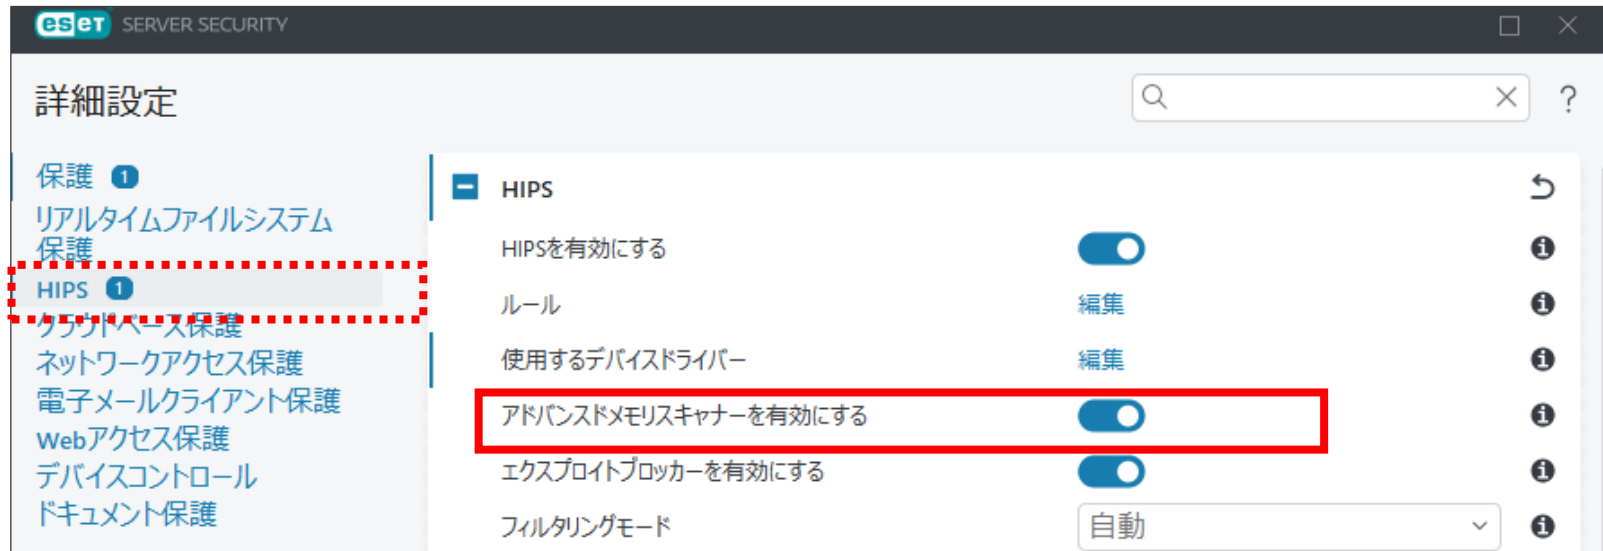 eset SERVER SECURITY
詳細設定
?
保護 1
リアルタイムファイルシステム
保護
HIPS 1
クラウドベース保護
ネットワークアクセス保護
電子メールクライアント保護
Webアクセス保護
デバイスコントロール
ドキュメント保護
HIPS
HIPSを有効にする
ルール 編集
使用するデバイスドライバー 編集
アドバンスドメモリスキャナーを有効にする
エクスプロイトブロッカーを有効にする
フィルタリングモード 自動